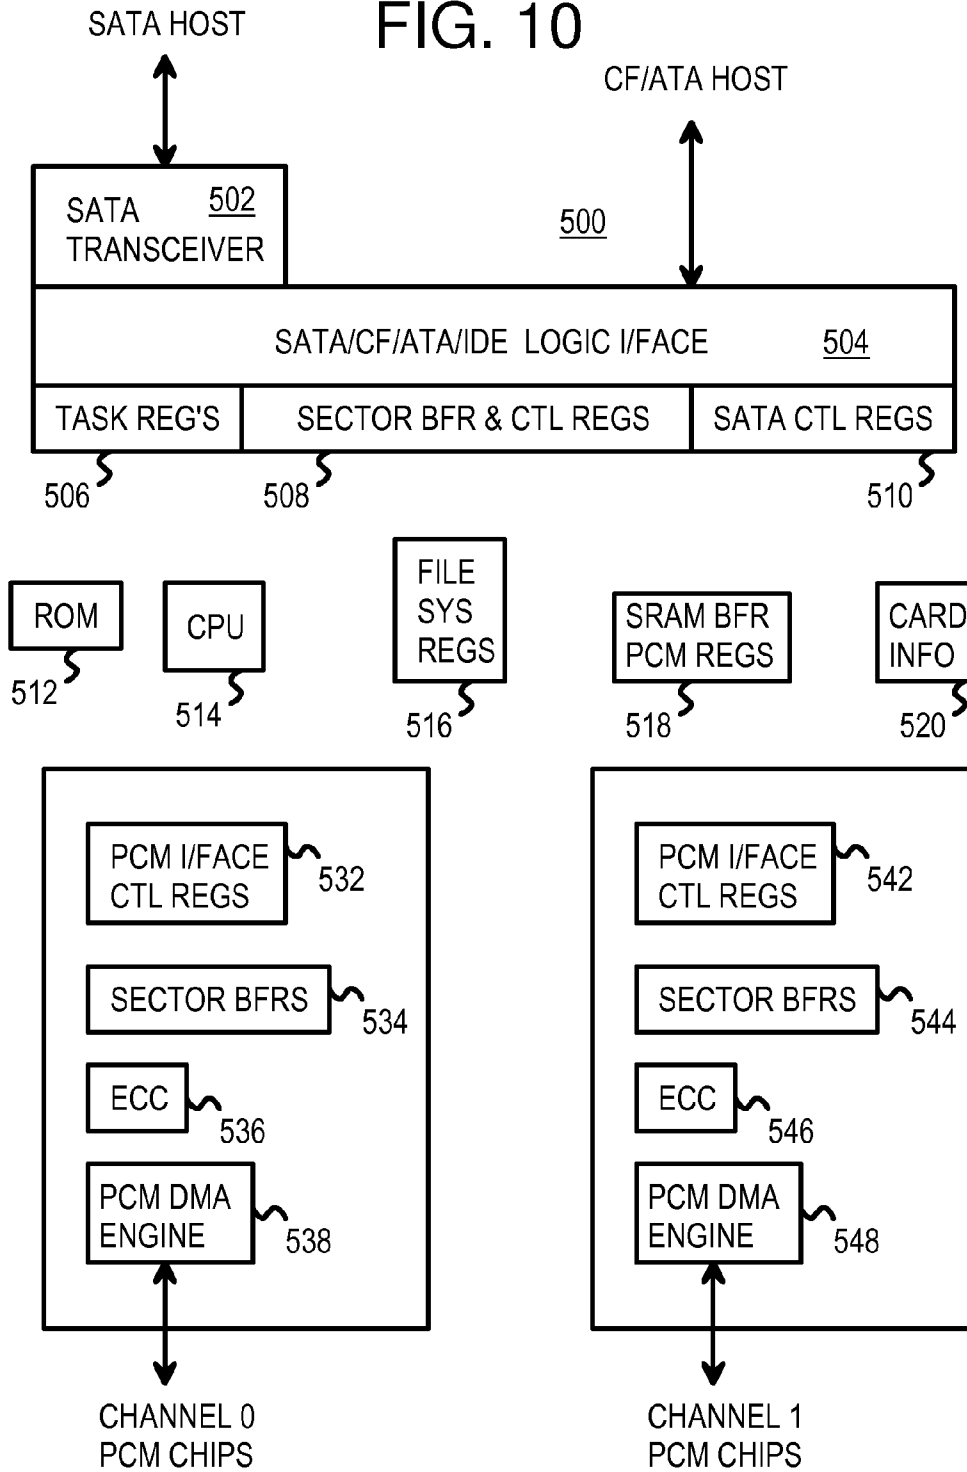 FIG. 10
SATA HOST
CF/ATA HOST
SATA
TRANSCEIVER
502
500
SATA/CF/ATA/IDE LOGIC I/FACE
504
TASK REG'S
SECTOR BFR & CTL REGS
SATA CTL REGS
506
508
510
ROM
512
CPU
514
FILE
SYS
REGS
516
SRAM BFR
PCM REGS
518
CARD
INFO
520
PCM I/FACE
CTL REGS
532
SECTOR BFRS
534
ECC
536
PCM DMA
ENGINE
538
CHANNEL 0
PCM CHIPS
PCM I/FACE
CTL REGS
542
SECTOR BFRS
544
ECC
546
PCM DMA
ENGINE
548
CHANNEL 1
PCM CHIPS